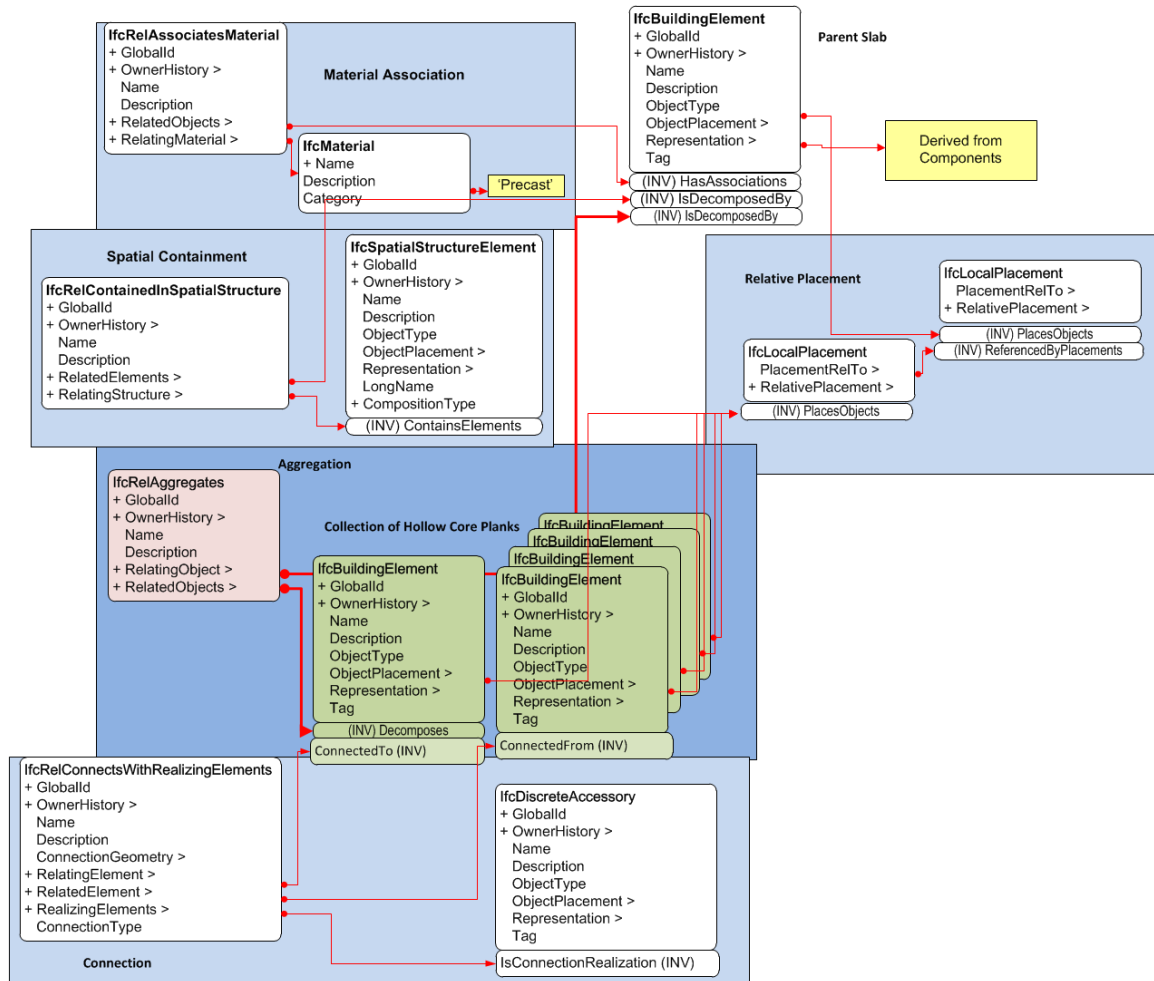 IfcRelAssociatesMaterial
+ GlobalId
+ OwnerHistory >
Name
Description
+ RelatedObjects >
+ RelatingMaterial >
Material Association
IfcMaterial
+ Name
Description
Category
'Precast'
IfcBuildingElement
+ GlobalId
+ OwnerHistory >
Name
Description
ObjectType
ObjectPlacement >
Representation >
Tag
(INV) HasAssociations
(INV) IsDecomposedBy
(INV) IsDecomposedBy
Parent Slab
Derived from
Components
Spatial Containment
IfcRelContainedInSpatialStructure
+ GlobalId
+ OwnerHistory >
Name
Description
+ RelatedElements >
+ RelatingStructure >
IfcSpatialStructureElement
+ GlobalId
+ OwnerHistory >
Name
Description
ObjectType
ObjectPlacement >
Representation >
LongName
+ CompositionType
(INV) ContainsElements
Relative Placement
IfcLocalPlacement
PlacementRelTo >
+ RelativePlacement >
(INV) PlacesObjects
(INV) ReferencedByPlacements
IfcLocalPlacement
PlacementRelTo >
+ RelativePlacement >
(INV) PlacesObjects
Aggregation
IfcRelAggregates
+ GlobalId
+ OwnerHistory >
Name
Description
+ RelatingObject >
+ RelatedObjects >
Collection of Hollow Core Planks
IfcBuildingElement
+ GlobalId
+ OwnerHistory >
Name
Description
ObjectType
ObjectPlacement >
Representation >
Tag
(INV) Decomposes
ConnectedTo (INV)
IfcBuildingElement
IfcBuildingElement
IfcBuildingElement
IfcBuildingElement
+ GlobalId
+ OwnerHistory >
Name
Description
ObjectType
ObjectPlacement >
Representation >
Tag
ConnectedFrom (INV)
IfcRelConnectsWithRealizingElements
+ GlobalId
+ OwnerHistory >
Name
Description
ConnectionGeometry >
+ RelatingElement >
+ RelatedElement >
+ RealizingElements >
ConnectionType
Connection
IfcDiscreteAccessory
+ GlobalId
+ OwnerHistory >
Name
Description
ObjectType
ObjectPlacement >
Representation >
Tag
IsConnectionRealization (INV)